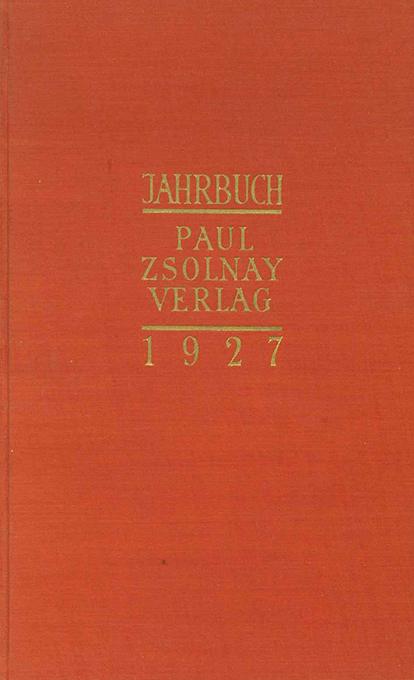 JAHRBUCH
PAUL
ZSOLNAY
VERLAG
1927